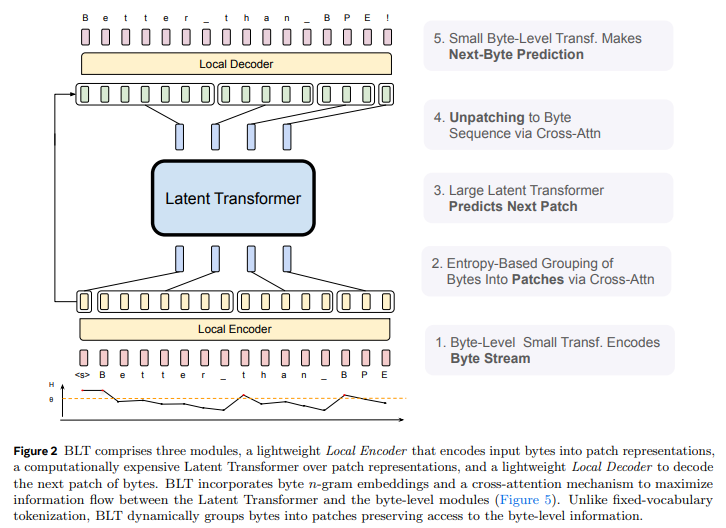 B e t t e r _ t h a n _ B P E !
Local Decoder
5. Small Byte-Level Transf. Makes
Next-Byte Prediction
4. Unpatching to Byte
Sequence via Cross-Attn
Latent Transformer
3. Large Latent Transformer
Predicts Next Patch
2. Entropy-Based Grouping of
Bytes Into Patches via Cross-Attn
Local Encoder
1. Byte-Level Small Transf. Encodes
Byte Stream
<s> B e t t e r _ t h a n _ B P E
H
θ
Figure 2 BLT comprises three modules, a lightweight Local Encoder that encodes input bytes into patch representations,
a computationally expensive Latent Transformer over patch representations, and a lightweight Local Decoder to decode
the next patch of bytes. BLT incorporates byte n-gram embeddings and a cross-attention mechanism to maximize
information flow between the Latent Transformer and the byte-level modules (Figure 5). Unlike fixed-vocabulary
tokenization, BLT dynamically groups bytes into patches preserving access to the byte-level information.